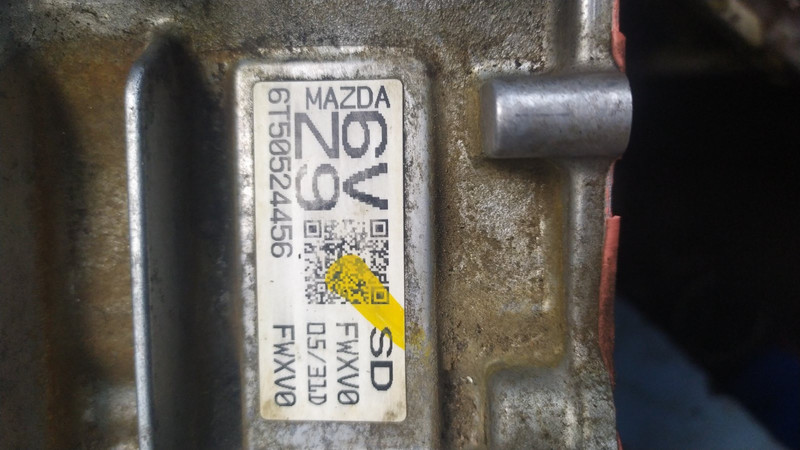 MAZDA
6V
Z9
SD
FWXV0
05/31D
6T50524456 FWXV0